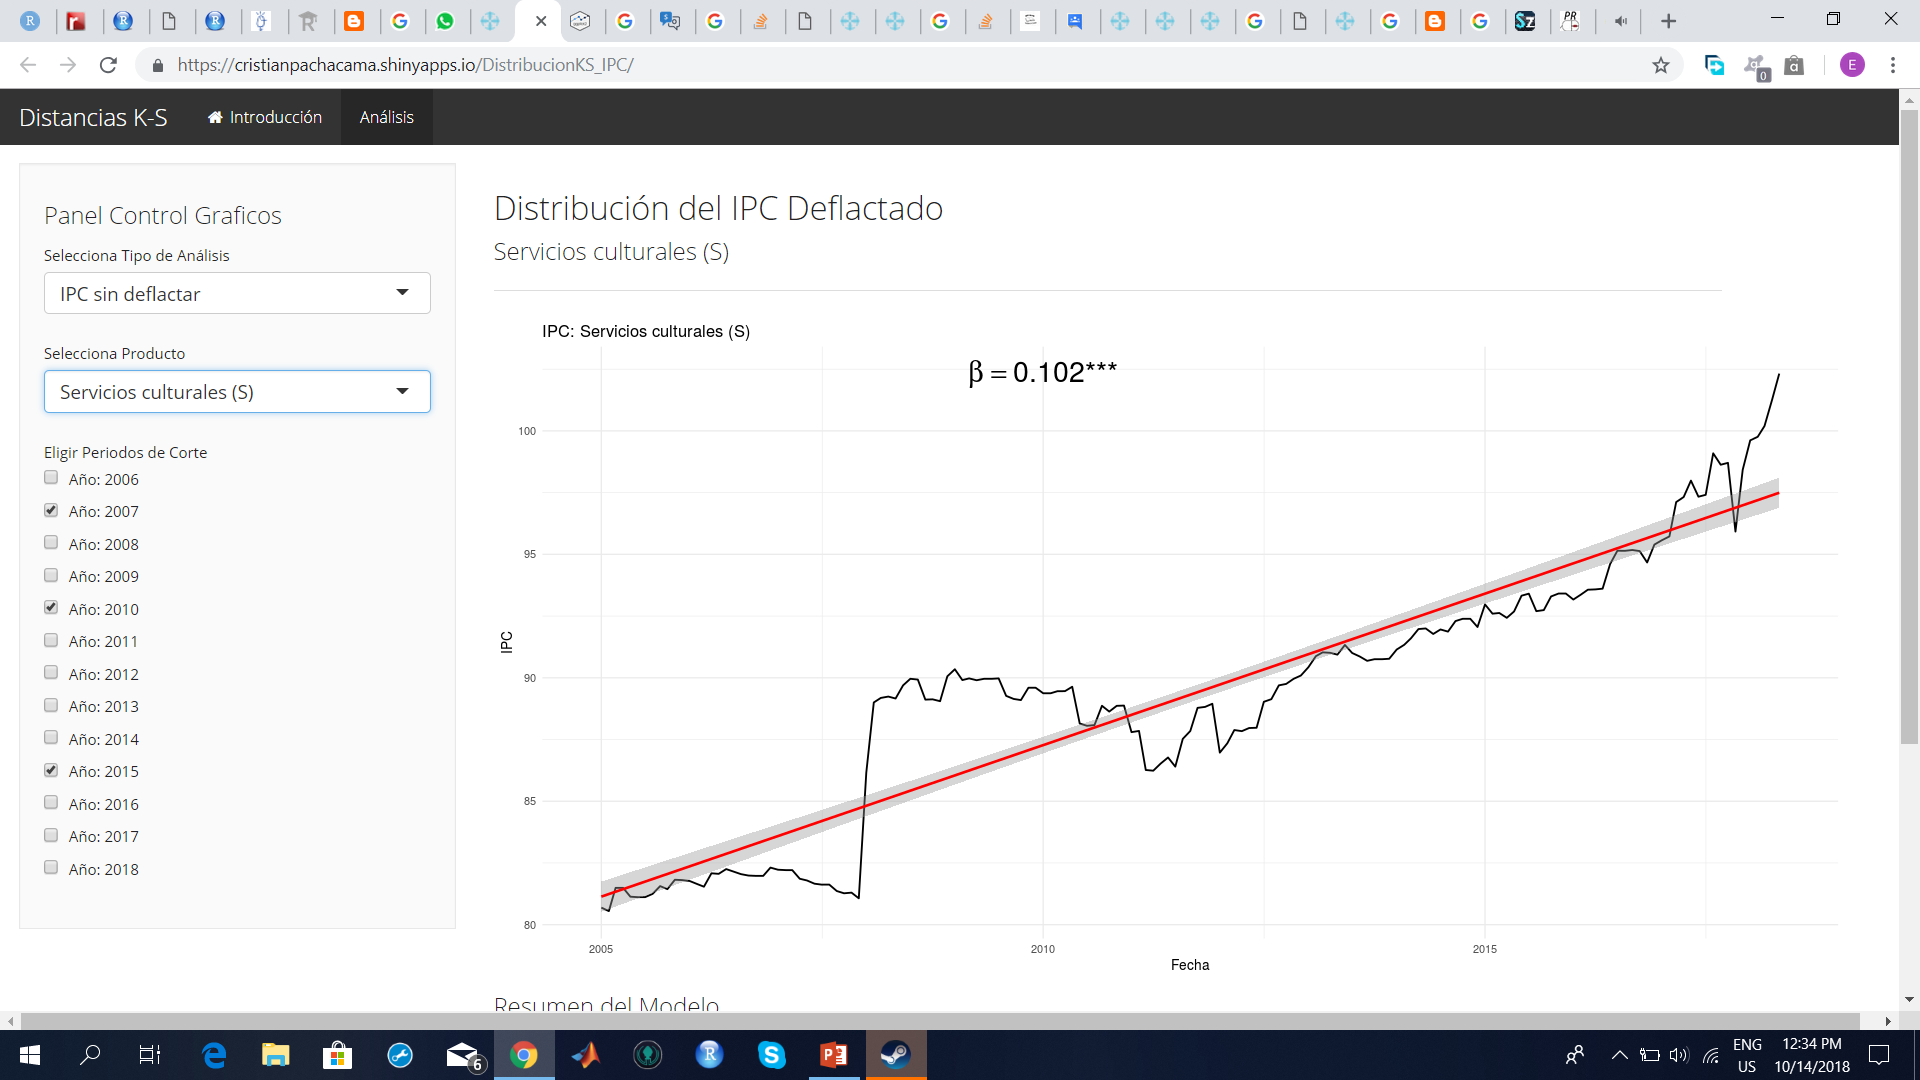 https://cristianpachacama.shinyapps.io/DistribucionKS_IPC/
0
E
Distancias K-S
Introducción
Análisis
Panel Control Graficos
Selecciona Tipo de Análisis
IPC sin deflactar
Selecciona Producto
Servicios culturales (S)
Eligir Periodos de Corte
Año: 2006
Año: 2007
Año: 2008
Año: 2009
Año: 2010
Año: 2011
Año: 2012
Año: 2013
Año: 2014
Año: 2015
Año: 2016
Año: 2017
Año: 2018
Distribución del IPC Deflactado
Servicios culturales (S)
IPC: Servicios culturales (S)
β = 0.102***
100
95
90
85
80
IPC
2005
2010
2015
Fecha
Resumen del Modelo
6
ENG
US
12:34 PM
10/14/2018